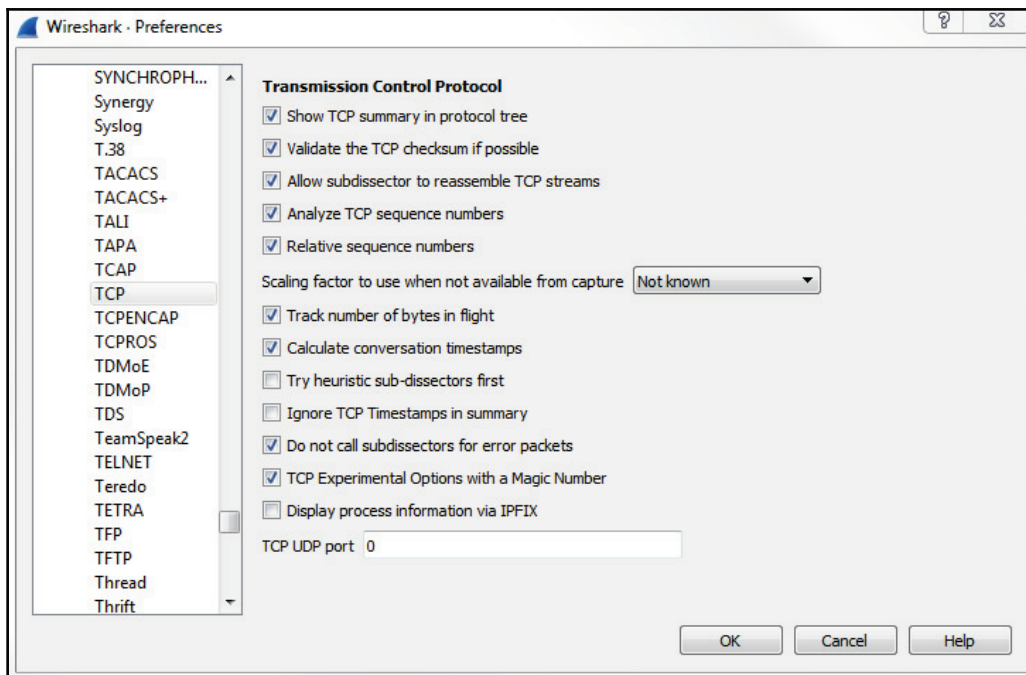 Wireshark · Preferences
SYNCHROPH...
Synergy
Syslog
T.38
TACACS
TACACS+
TALI
TAPA
TCAP
TCP
TCPENCAP
TCPROS
TDMoE
TDMoP
TDS
TeamSpeak2
TELNET
Teredo
TETRA
TFP
TFTP
Thread
Thrift
Transmission Control Protocol
Show TCP summary in protocol tree
Validate the TCP checksum if possible
Allow subdissector to reassemble TCP streams
Analyze TCP sequence numbers
Relative sequence numbers
Scaling factor to use when not available from capture Not known
Track number of bytes in flight
Calculate conversation timestamps
Try heuristic sub-dissectors first
Ignore TCP Timestamps in summary
Do not call subdissectors for error packets
TCP Experimental Options with a Magic Number
Display process information via IPFIX
TCP UDP port 0
OK Cancel Help